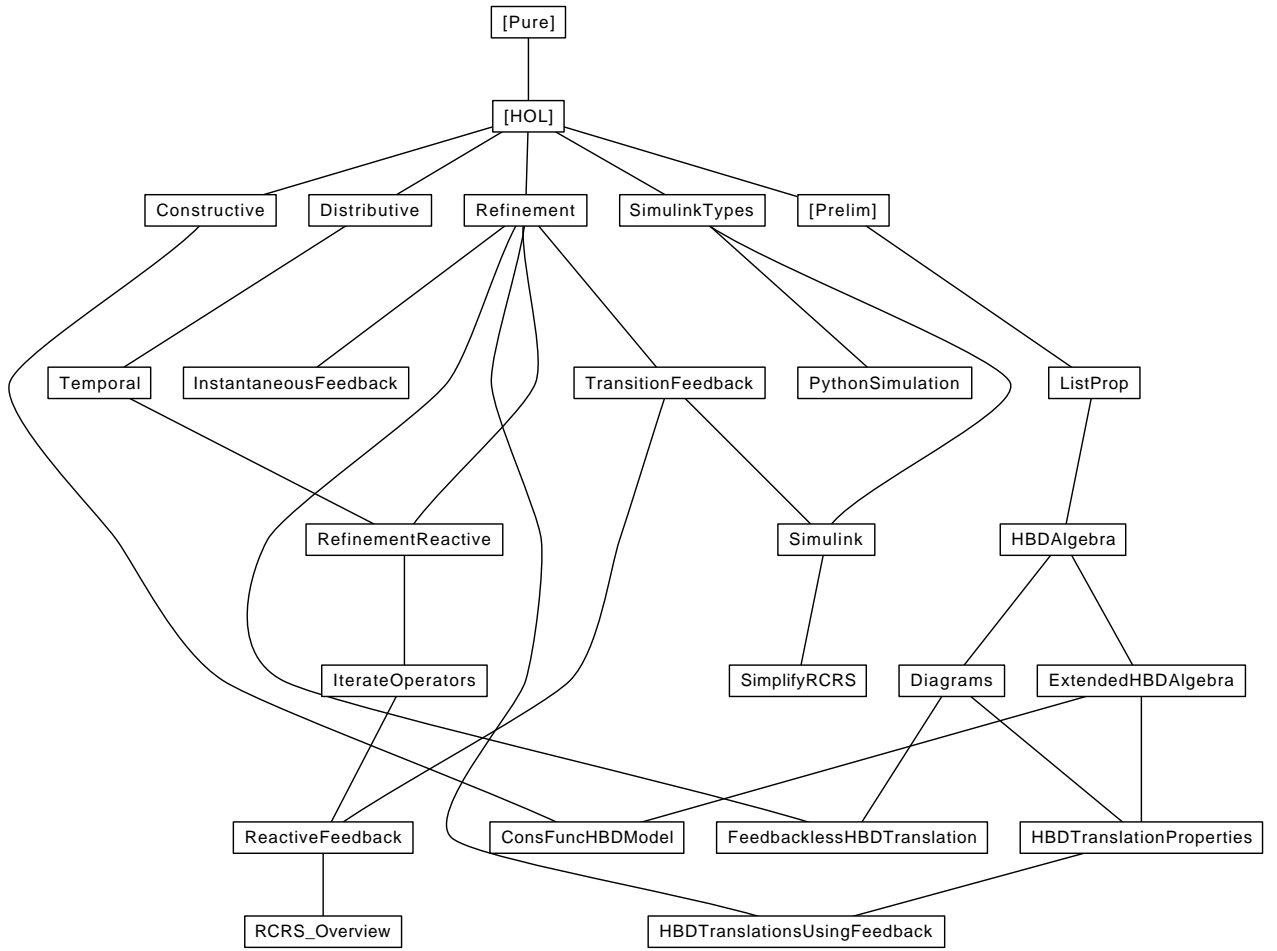 [Pure]
[HOL]
Constructive
Distributive
Refinement
SimulinkTypes
[Prelim]
Temporal
InstantaneousFeedback
TransitionFeedback
PythonSimulation
ListProp
RefinementReactive
Simulink
HBDAlgebra
IterateOperators
SimplifyRCRS
Diagrams
ExtendedHBDAlgebra
ReactiveFeedback
ConsFuncHBDModel
FeedbacklessHBDTranslation
HBDTranslationProperties
RCRS_Overview
HBDTranslationsUsingFeedback